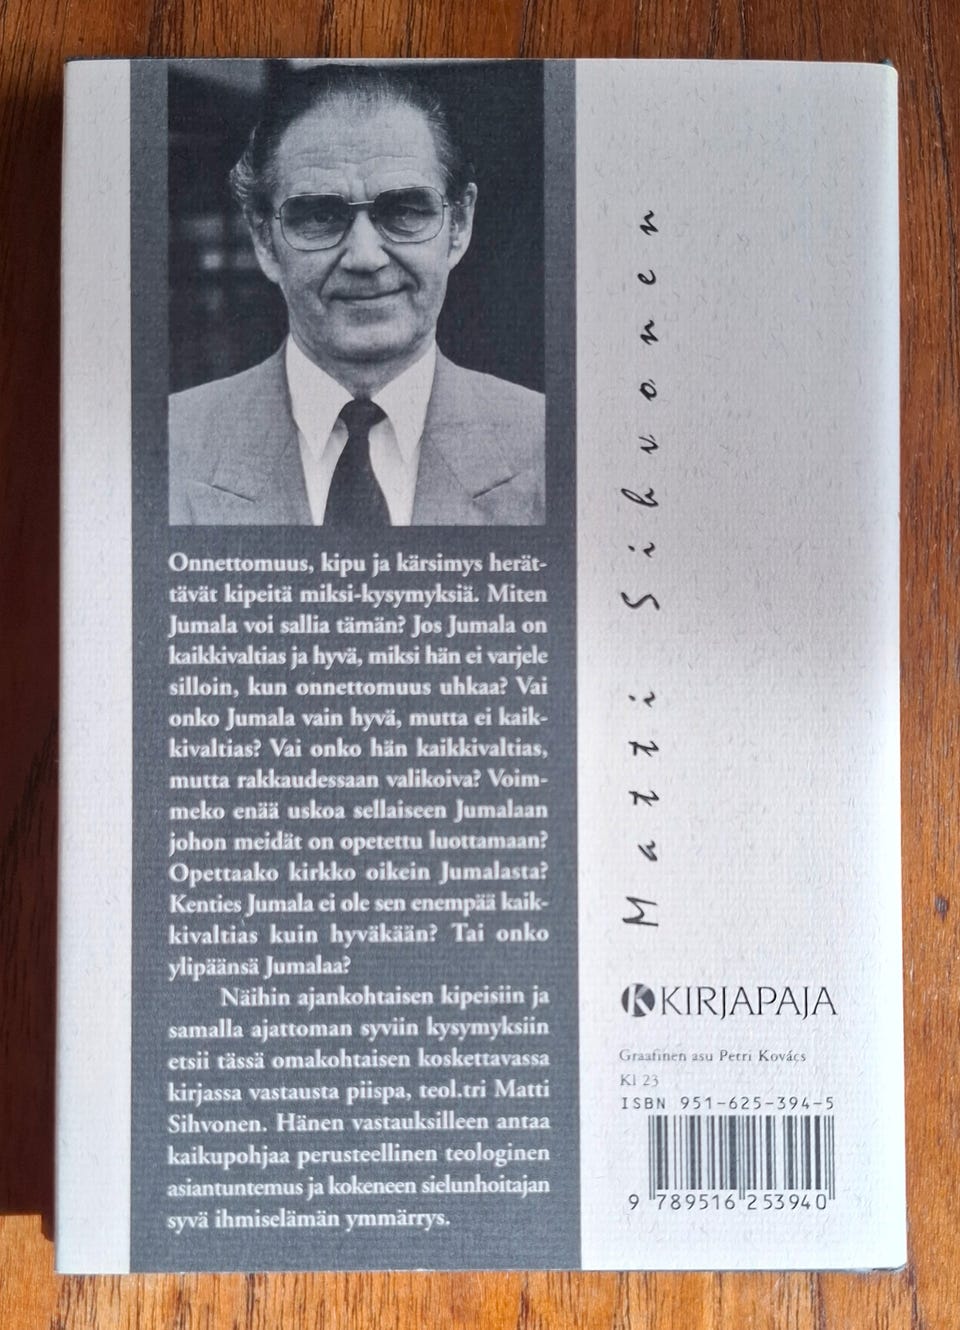 Onnettomuus, kipu ja kärsimys herät-
tävät kipeitä miksi-kysymyksiä. Miten
Jumala voi sallia tämän? Jos Jumala on
kaikkivaltias ja hyvä, miksi hän ei varjele
silloin, kun onnettomuus uhkaa? Vai
onko Jumala vain hyvä, mutta ei kaik-
kivaltias? Vai onko hän kaikkivaltias,
mutta rakkaudessaan valikoiva? Voim-
meko enää uskoa sellaiseen Jumalaan
johon meidät on opetettu luottamaan?
Opettaako kirkko oikein Jumalasta?
Kenties Jumala ei ole sen enempää kaik-
kivaltias kuin hyväkään? Tai onko
ylipäänsä Jumalaa?
Näihin ajankohtaisen kipeisiin ja
samalla ajattoman syviin kysymyksiin
etsii tässä omakohtaisen koskettavassa
kirjassa vastausta piispa, teol.tri Matti
Sihvonen. Hänen vastauksilleen antaa
kaikupohjaa perusteellinen teologinen
asiantuntemus ja kokeneen sielunhoitajan
syvä ihmiselämän ymmärrys.
Matti Sihvonen
K KIRJAPAJA
Graafinen asu Petri Kovács
Kl 23
ISBN 951-625-394-5
9 789516 253940